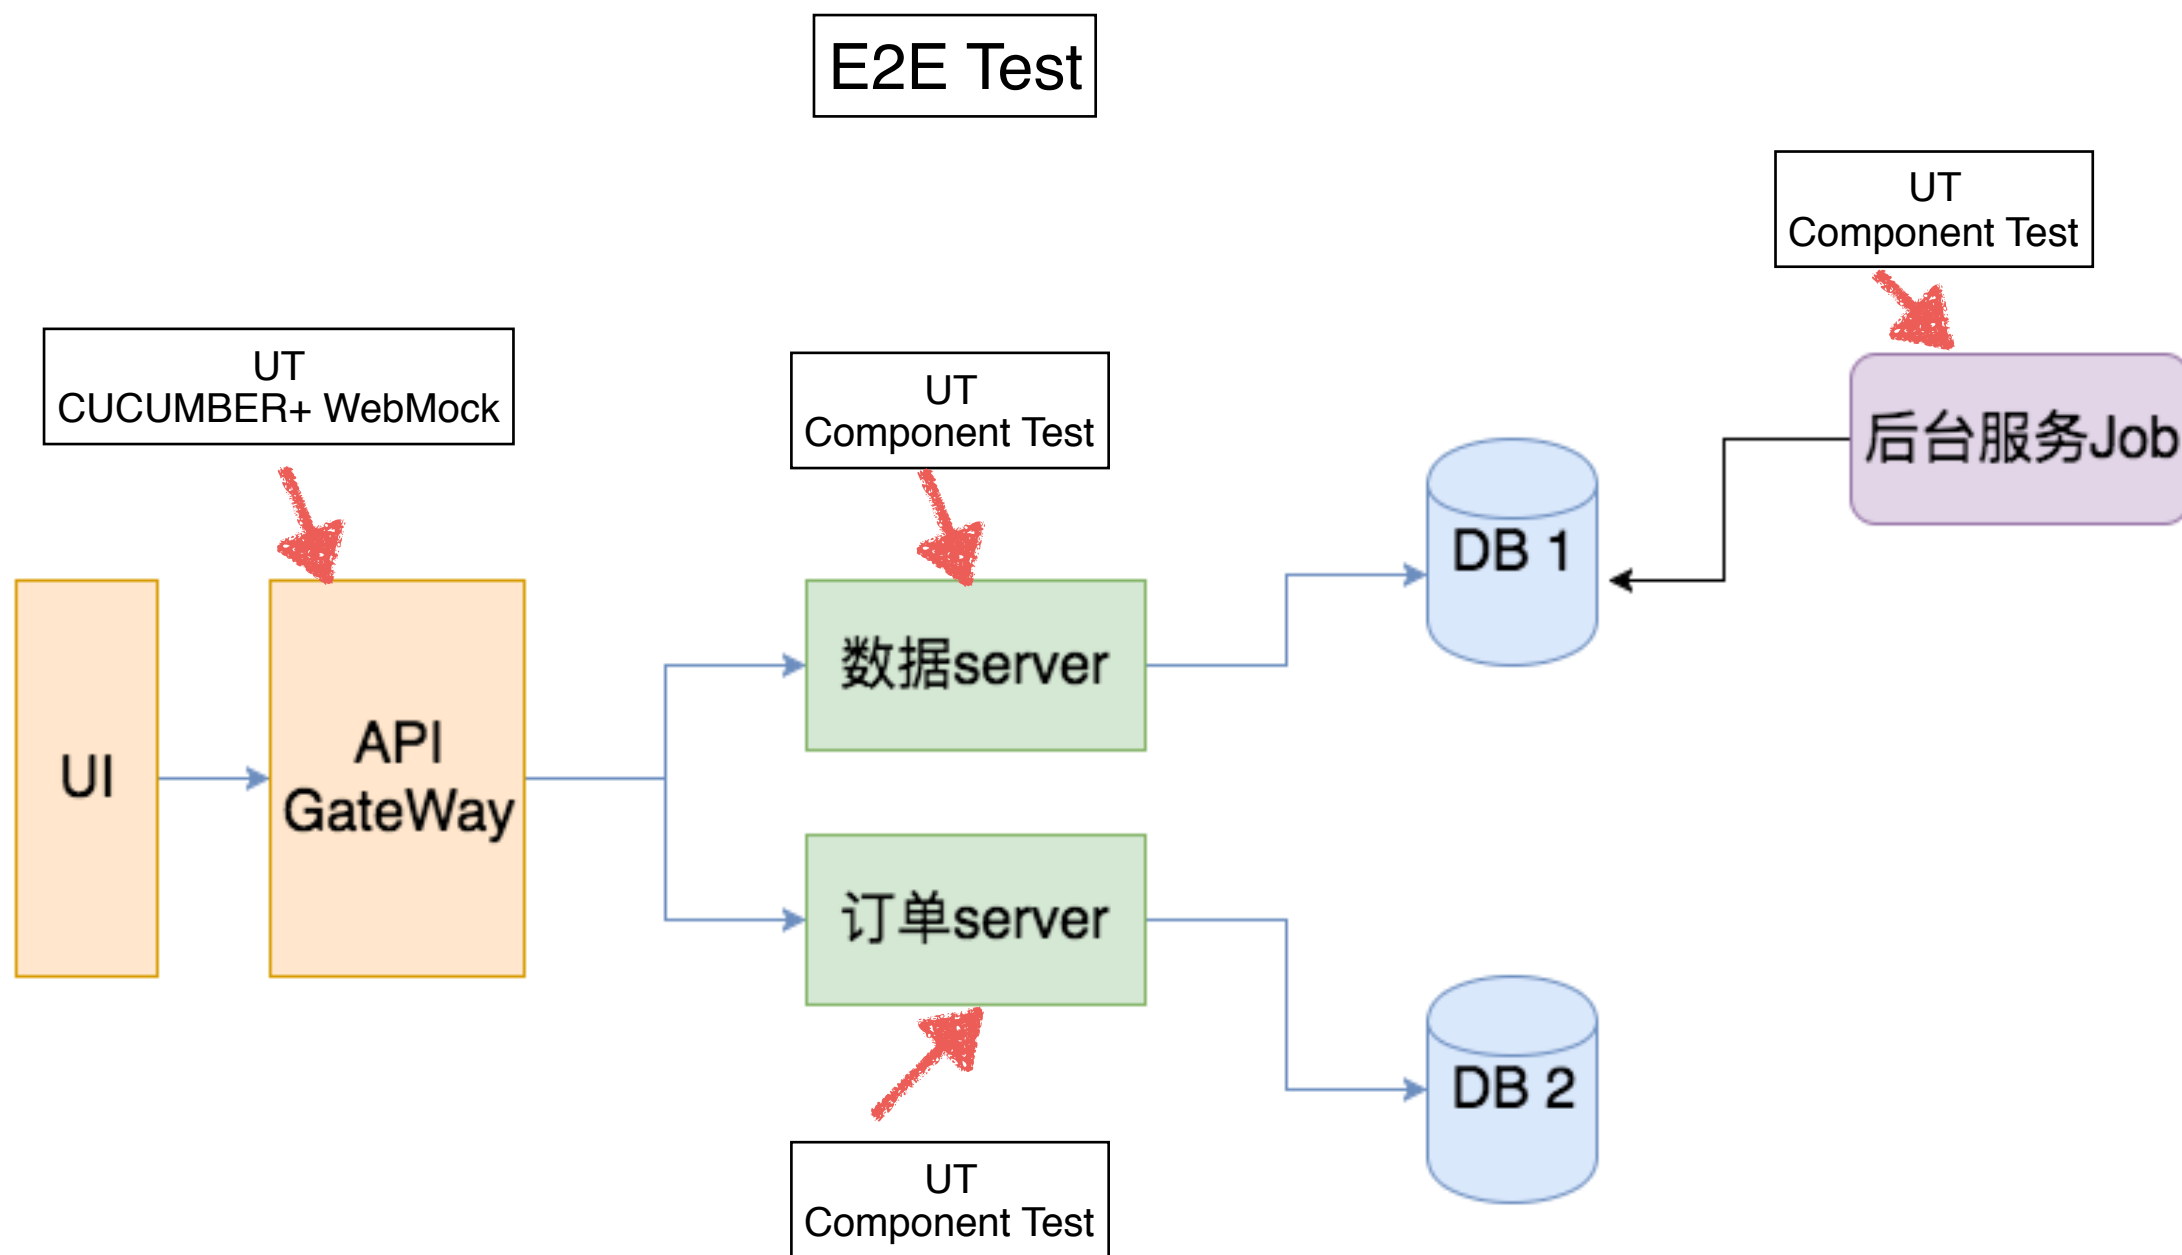 E2E Test
UT
Component Test
UT
CUCUMBER+ WebMock
UT
Component Test
后台服务Job
DB 1
数据server
UI
API
GateWay
订单server
DB 2
UT
Component Test